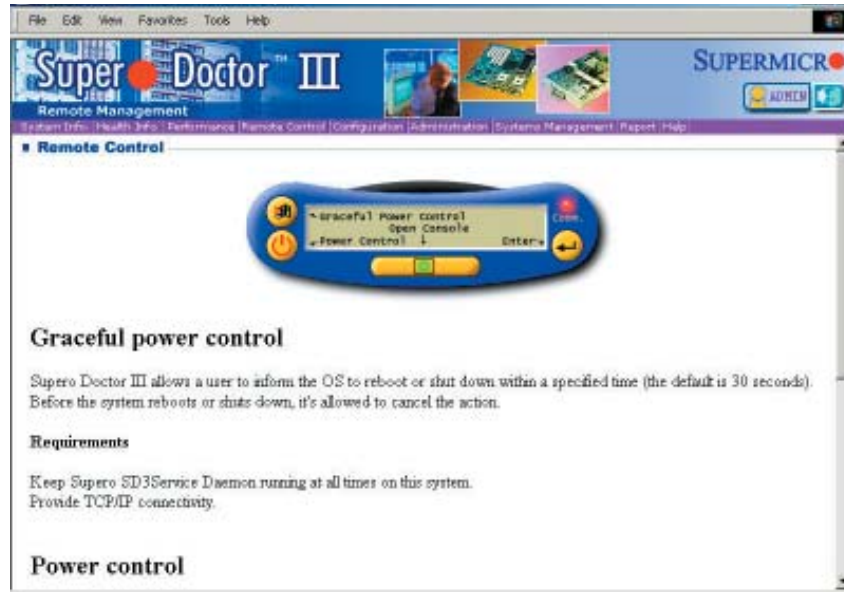 File Edit View Favorites Tools Help
Super Doctor™ III
SUPERMICRO
ADMIN
Remote Management
System Info |Health Info |Performance |Remote Control |Configuration |Administration |Systems Management |Report |Help|
Remote Control
Graceful Power Control
Open Console
Power Control
Enter
Comm.
Graceful power control
Supero Doctor III allows a user to inform the OS to reboot or shut down within a specified time (the default is 30 seconds).
Before the system reboots or shuts down, it's allowed to cancel the action.
Requirements
Keep Supero SD3Service Daemon running at all times on this system.
Provide TCP/IP connectivity.
Power control